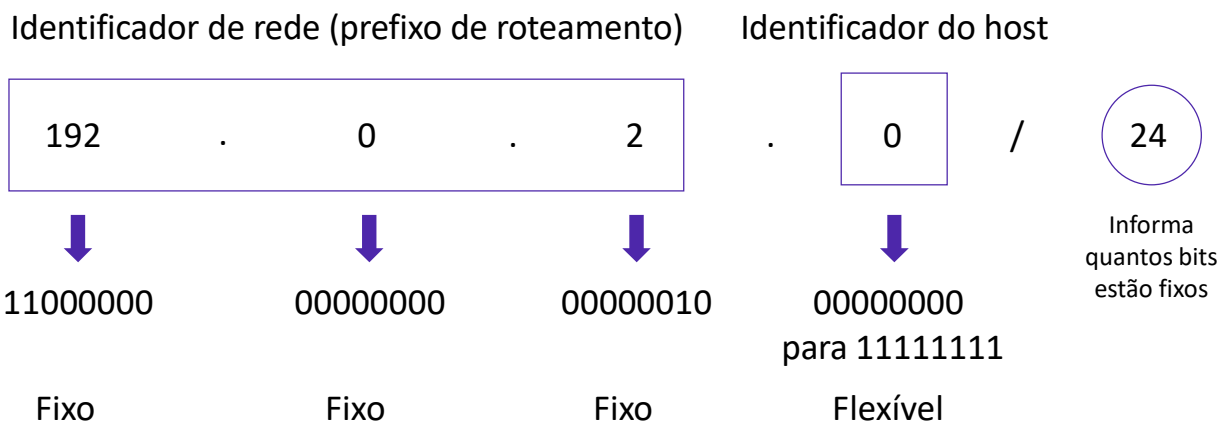 Identificador de rede (prefixo de roteamento) Identificador do host
192 . 0 . 2 . 0 / 24
Informa
quantos bits
estão fixos
11000000 00000000 00000010 00000000
para 11111111
Fixo Fixo Fixo Flexível